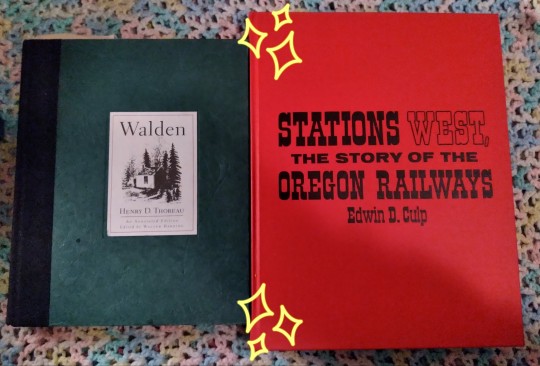 Walden
HENRY D. THOREAU
An Annotated Edition
STATIONS WEST,
THE STORY OF THE
OREGON RAILWAYS
Edwin D. Culp